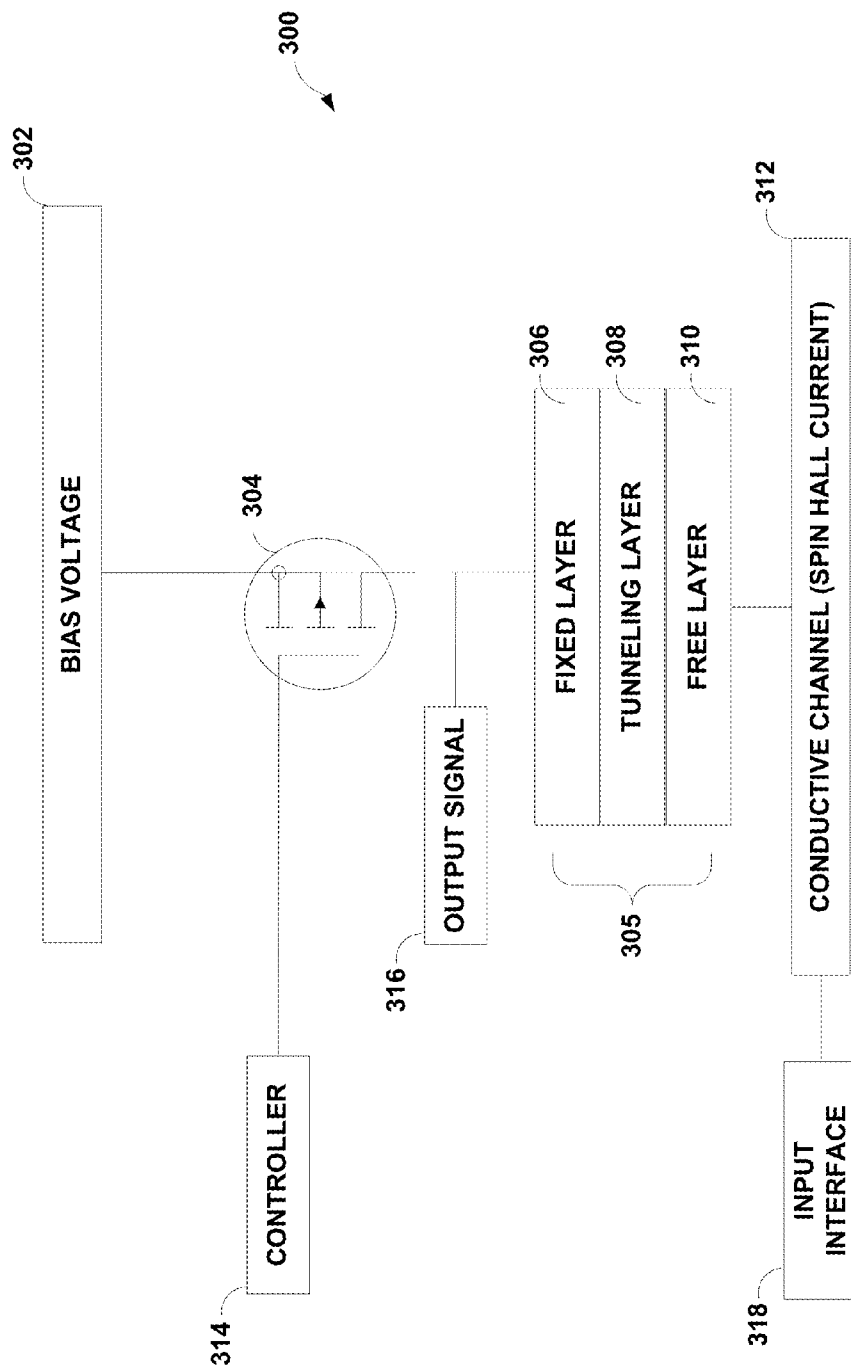 300
302
BIAS VOLTAGE
304
314
CONTROLLER
316
OUTPUT SIGNAL
305
FIXED LAYER
306
TUNNELING LAYER
308
FREE LAYER
310
312
CONDUCTIVE CHANNEL (SPIN HALL CURRENT)
318
INPUT
INTERFACE